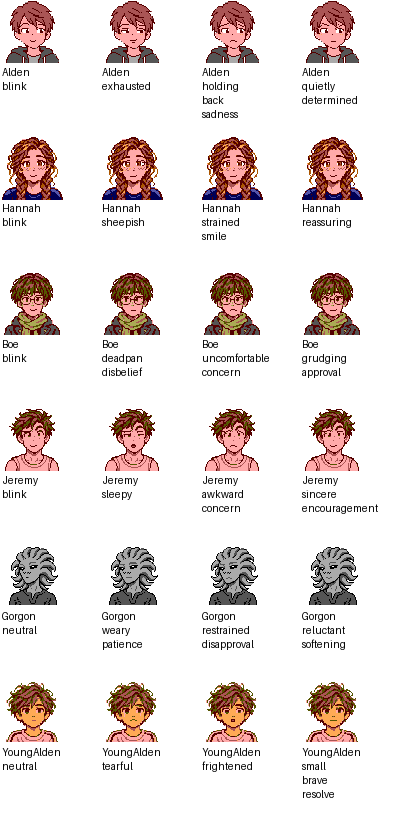 Alden
blink
Alden
exhausted
Alden
holding
back
sadness
Alden
quietly
determined
Hannah
blink
Hannah
sheepish
Hannah
strained
smile
Hannah
reassuring
Boe
blink
Boe
deadpan
disbelief
Boe
uncomfortable
concern
Boe
grudging
approval
Jeremy
blink
Jeremy
sleepy
Jeremy
awkward
concern
Jeremy
sincere
encouragement
Gorgon
neutral
Gorgon
weary
patience
Gorgon
restrained
disapproval
Gorgon
reluctant
softening
YoungAlden
neutral
YoungAlden
tearful
YoungAlden
frightened
YoungAlden
small
brave
resolve